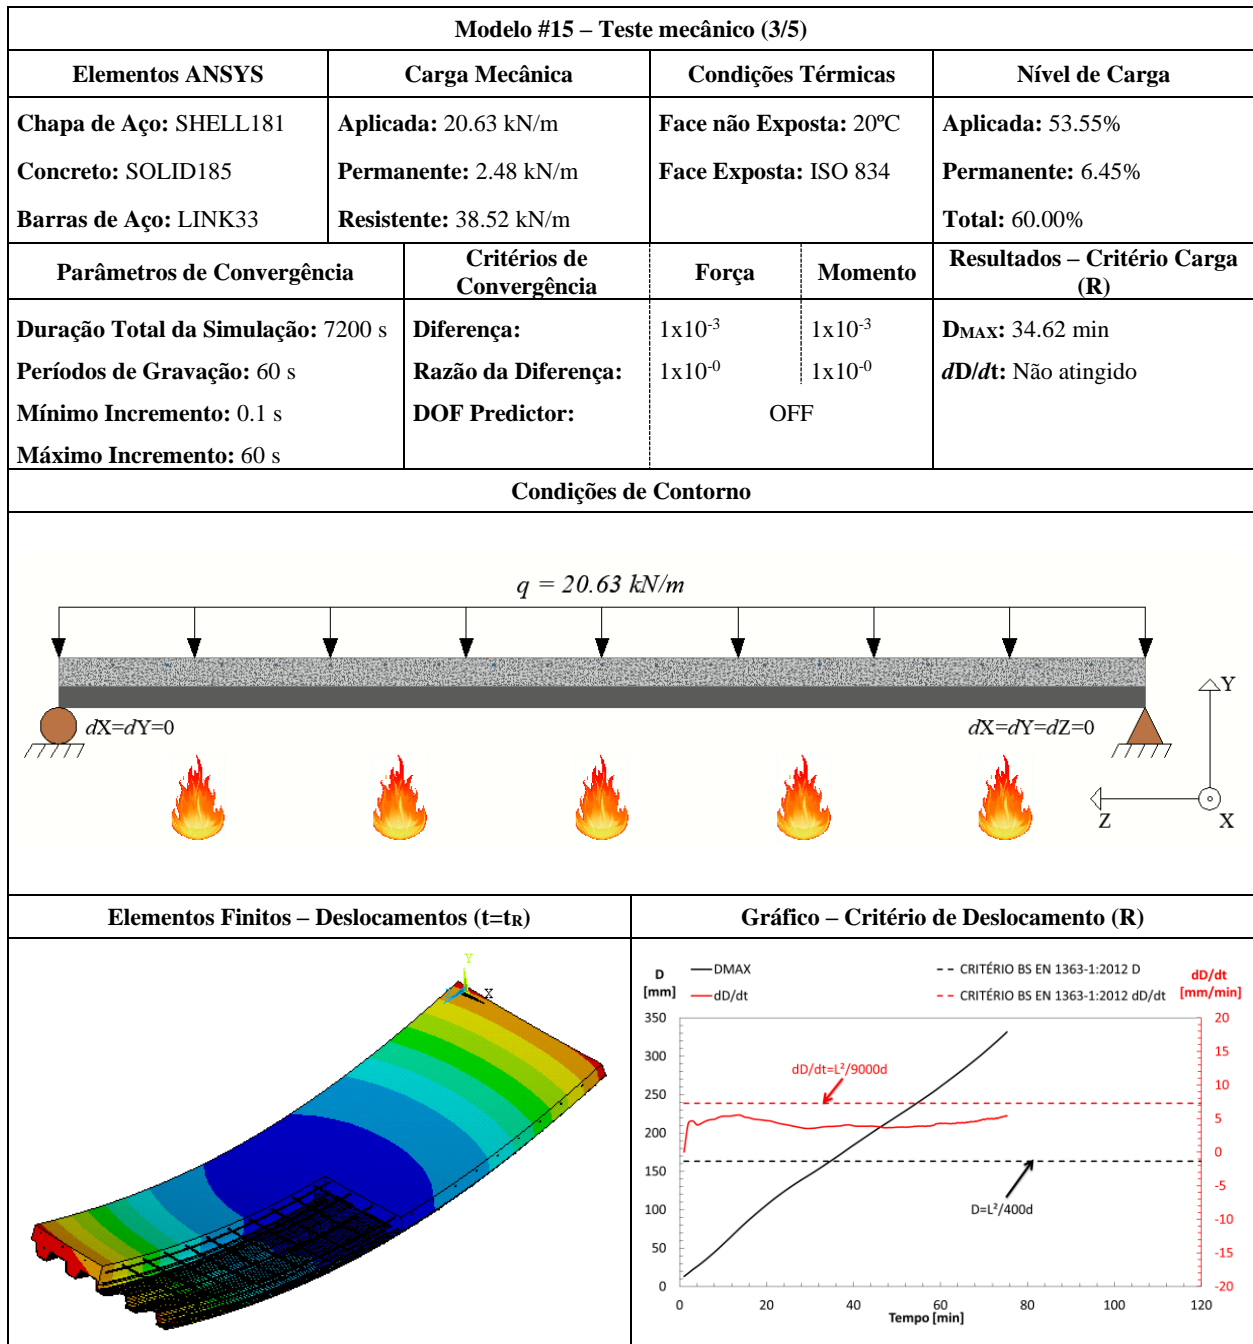 Modelo #15 – Teste mecânico (3/5)
Elementos ANSYS
Carga Mecânica
Condições Térmicas
Nível de Carga
Chapa de Aço: SHELL181
Concreto: SOLID185
Barras de Aço: LINK33
Aplicada: 20.63 kN/m
Permanente: 2.48 kN/m
Resistente: 38.52 kN/m
Face não Exposta: 20ºC
Face Exposta: ISO 834
Aplicada: 53.55%
Permanente: 6.45%
Total: 60.00%
Parâmetros de Convergência
Critérios de
Convergência
Força
Momento
Resultados – Critério Carga
(R)
Duração Total da Simulação: 7200 s
Períodos de Gravação: 60 s
Mínimo Incremento: 0.1 s
Máximo Incremento: 60 s
Diferença:
Razão da Diferença:
DOF Predictor:
1x10-3
1x10-3
1x10-0
1x10-0
OFF
DMAX: 34.62 min
dD/dt: Não atingido
Condições de Contorno
q = 20.63 kN/m
dX=dY=0
dX=dY=dZ=0
Y
Z
X
Elementos Finitos – Deslocamentos (t=tR)
Gráfico – Critério de Deslocamento (R)
Y
X
D
[mm]
DMAX
dD/dt
CRITÉRIO BS EN 1363-1:2012 D
CRITÉRIO BS EN 1363-1:2012 dD/dt
dD/dt
[mm/min]
350
300
250
200
150
100
50
0
20
15
10
5
0
-5
-10
-15
-20
dD/dt=L²/9000d
D=L²/400d
0
20
40
60
80
100
120
Tempo [min]